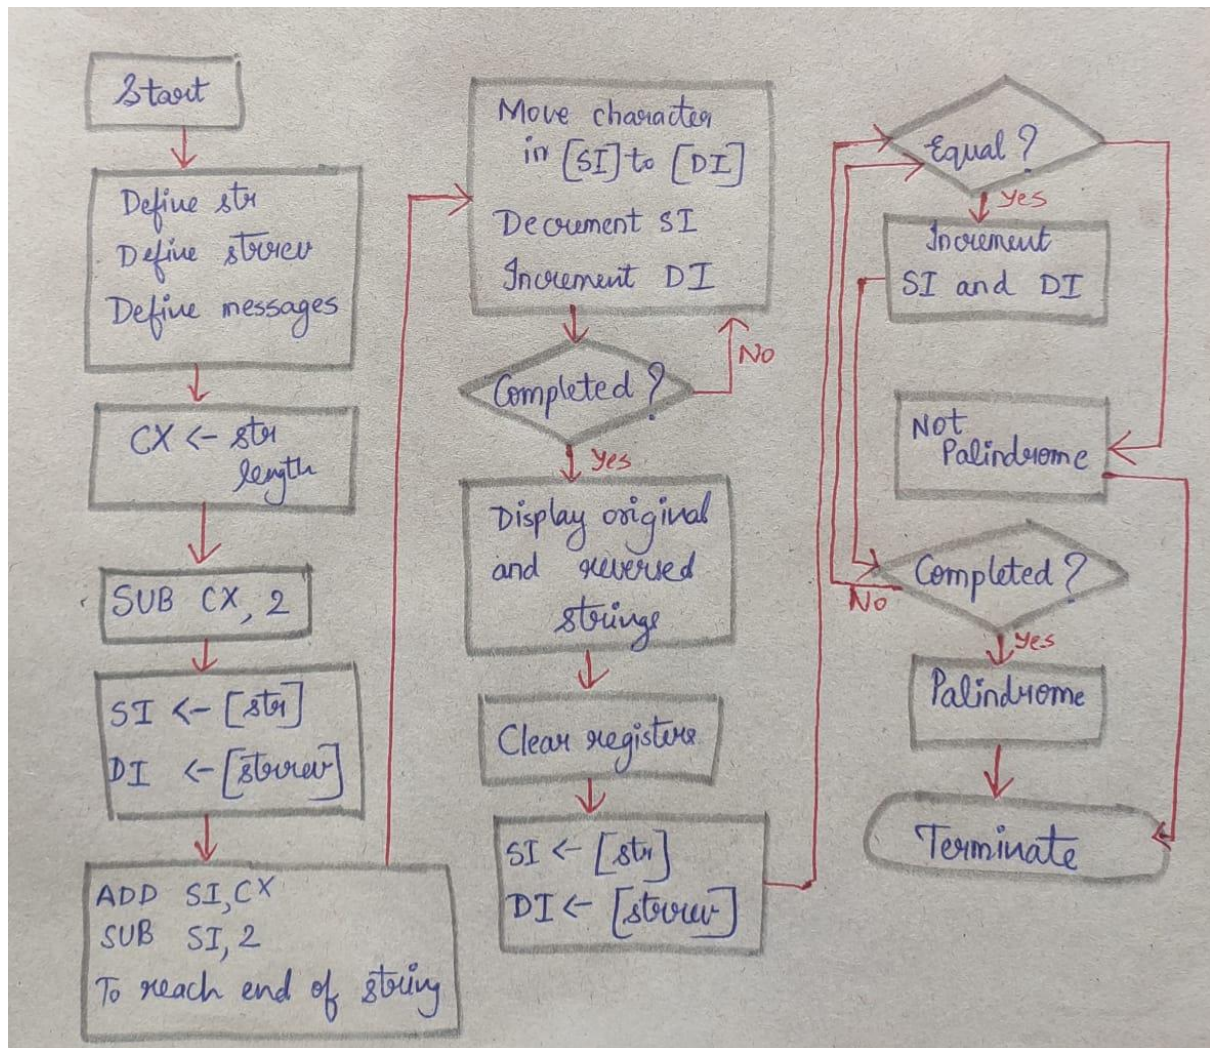 Start
Define str
Define strrev
Define messages
CX <- str
length
SUB CX, 2
SI <- [str]
DI <- [strrev]
ADD SI, CX
SUB SI, 2
To reach end of string
Move character
in [SI] to [DI]
Decrement SI
Increment DI
Completed ?
No
Yes
Display original
and reversed
strings
Clear registers
SI <- [str]
DI <- [strrev]
Equal ?
Yes
Increment
SI and DI
Not
Palindrome
Completed ?
No
Yes
Palindrome
Terminate